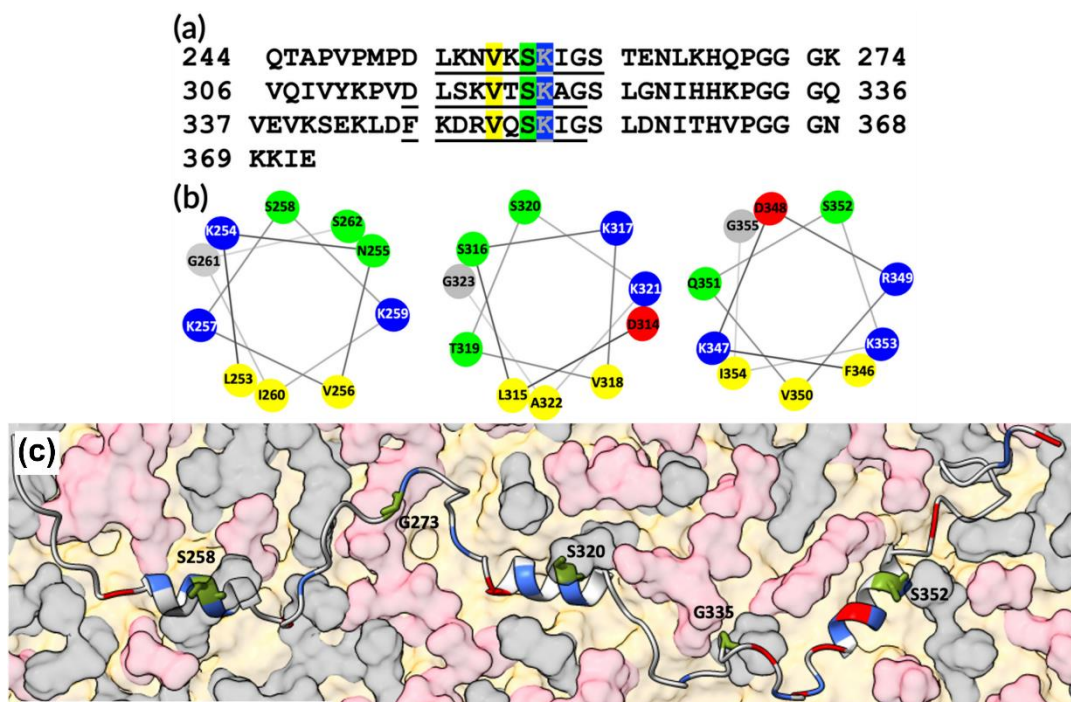 (a)
244 QTAPVPMPD LKNVKSKIGS TENLKHQPGG GK 274
306 VQIVYKPVD LSKVTSKAGS LGNIHHKPGG GQ 336
337 VEVKSEKLDF KDRVQSKIGS LDNITHVPGG GN 368
369 KKIE
(b)
S258 S262 N255 K254 G261 K257 K259 L253 I260 V256
S320 K317 S316 G323 K321 D314 T319 V318 L315 A322
D348 S352 G355 Q351 R349 K347 K353 I354 F346 V350
(c)
S258 G273 S320 G335 S352